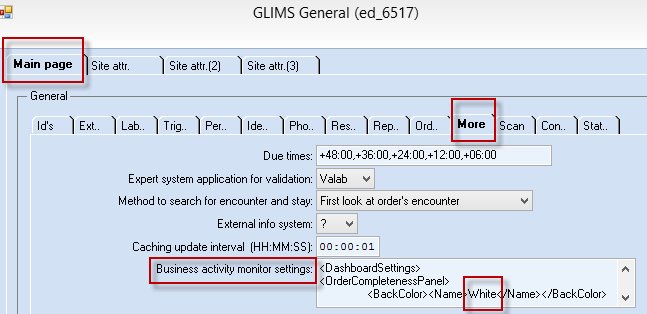 GLIMS General (ed_6517)
Main page Site attr. Site attr.(2) Site attr.(3)
General
Id's Ext.. Lab.. Trig.. Per.. Ide.. Pho.. Res.. Rep.. Ord.. More Scan Con.. Stat..
Due times: +48:00,+36:00,+24:00,+12:00,+06:00
Expert system application for validation: Valab
Method to search for encounter and stay: First look at order's encounter
External info system: ?
Caching update interval (HH:MM:SS): 00:00:01
Business activity monitor settings: <DashboardSettings>
<OrderCompletenessPanel>
<BackColor><Name>White</Name></BackColor>